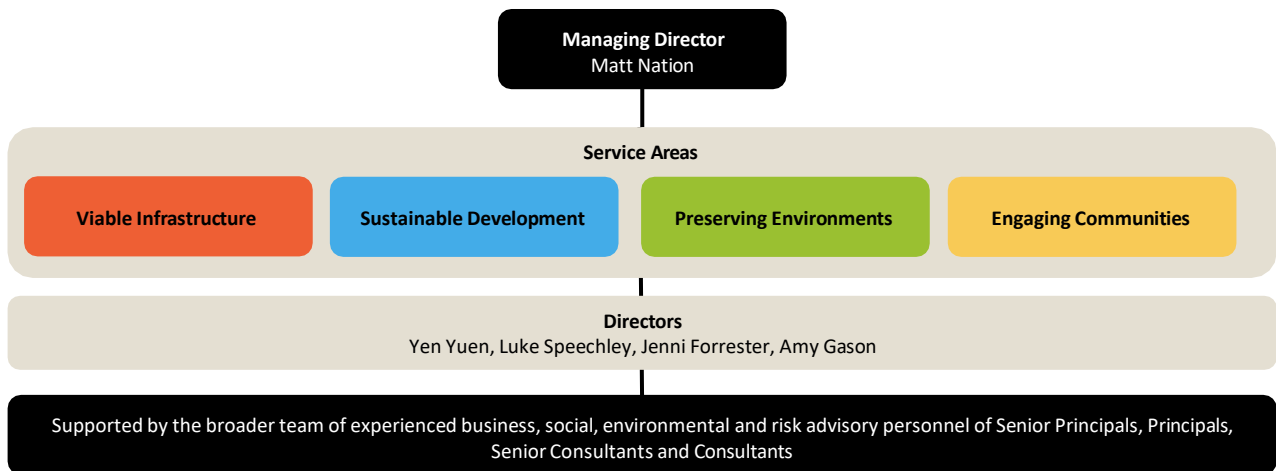 Managing Director
Matt Nation
Service Areas
Viable Infrastructure
Sustainable Development
Preserving Environments
Engaging Communities
Directors
Yen Yuen, Luke Speechley, Jenni Forrester, Amy Gason
Supported by the broader team of experienced business, social, environmental and risk advisory personnel of Senior Principals, Principals,
Senior Consultants and Consultants